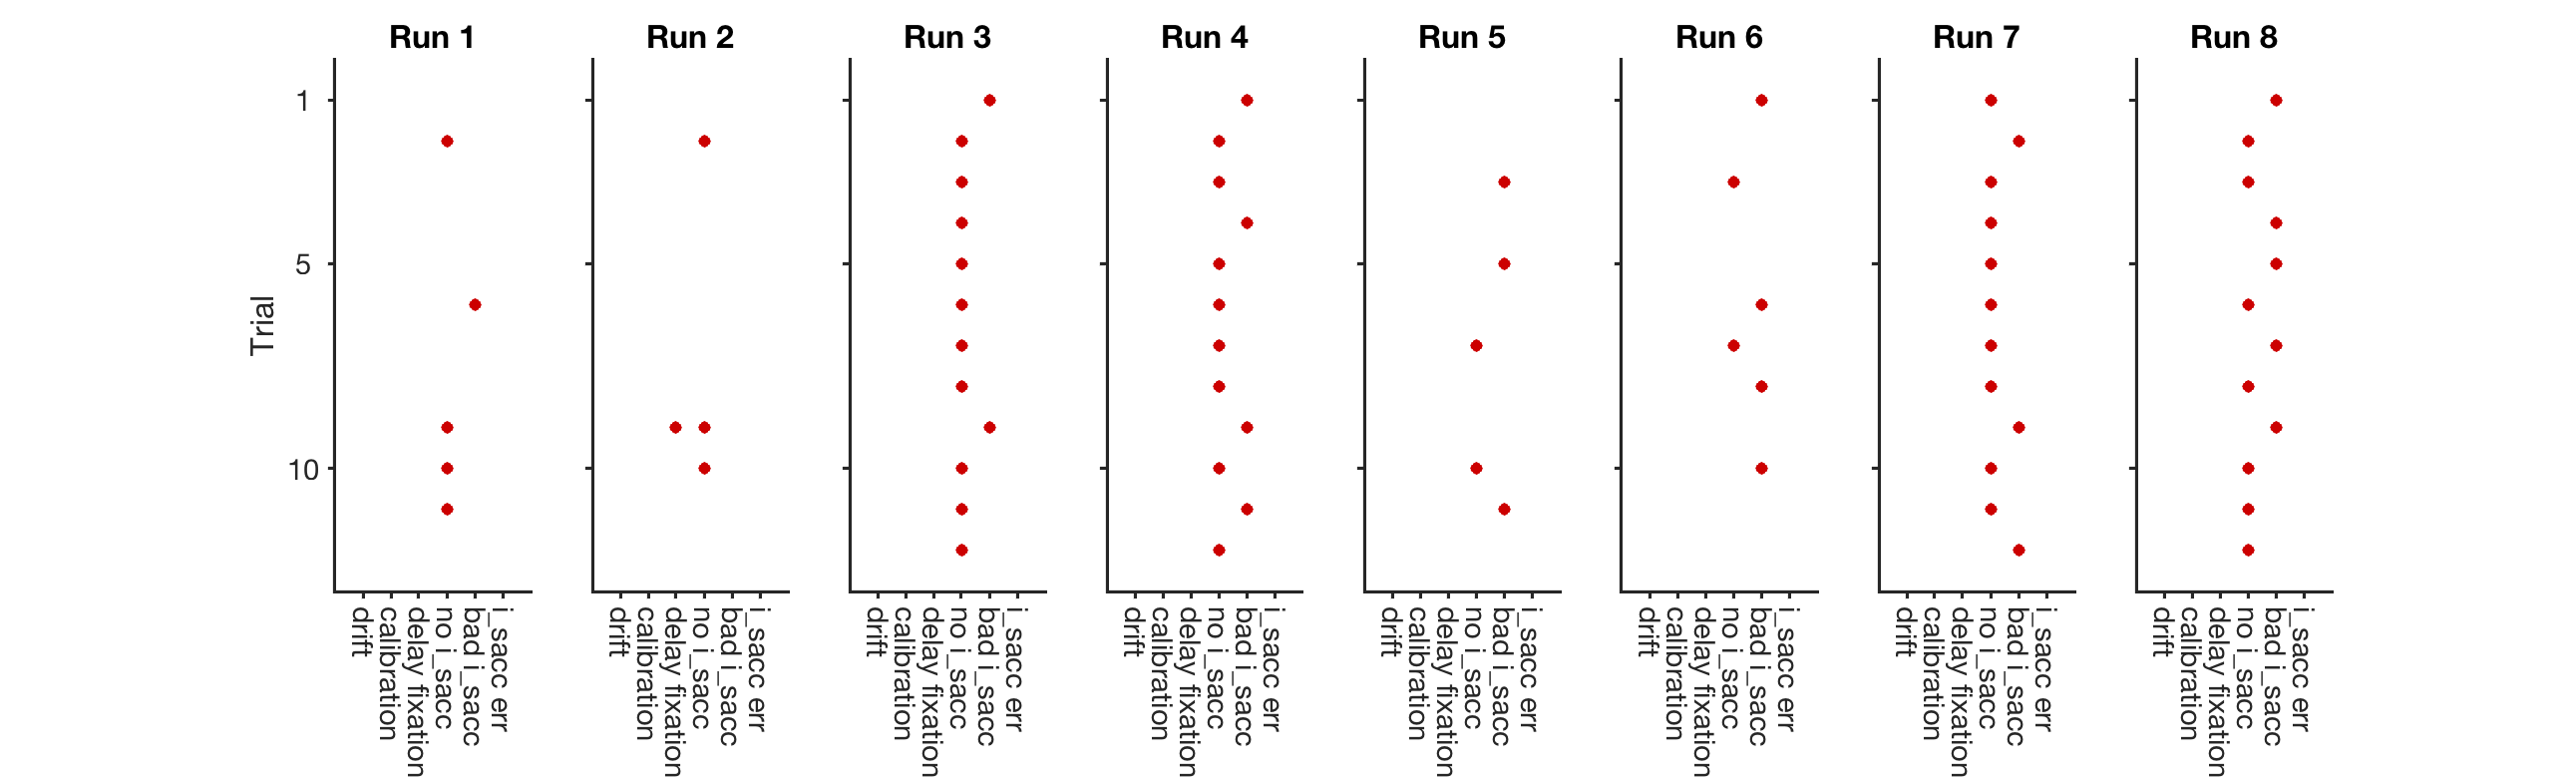 Run 1 Run 2 Run 3 Run 4 Run 5 Run 6 Run 7 Run 8
1
5
10
Trial
drift
calibration
delay fixation
no i_sacc
bad i_sacc
i_sacc err
drift
calibration
delay fixation
no i_sacc
bad i_sacc
i_sacc err
drift
calibration
delay fixation
no i_sacc
bad i_sacc
i_sacc err
drift
calibration
delay fixation
no i_sacc
bad i_sacc
i_sacc err
drift
calibration
delay fixation
no i_sacc
bad i_sacc
i_sacc err
drift
calibration
delay fixation
no i_sacc
bad i_sacc
i_sacc err
drift
calibration
delay fixation
no i_sacc
bad i_sacc
i_sacc err
drift
calibration
delay fixation
no i_sacc
bad i_sacc
i_sacc err